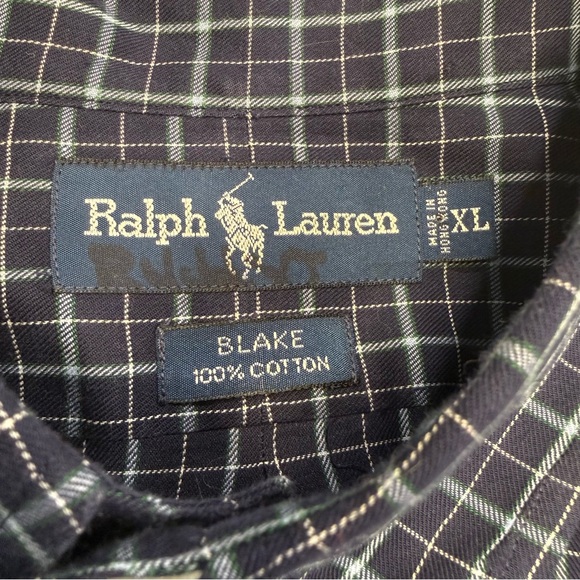 Ralph Lauren
MADE IN
HONG KONG
XL
BLAKE
100% COTTON